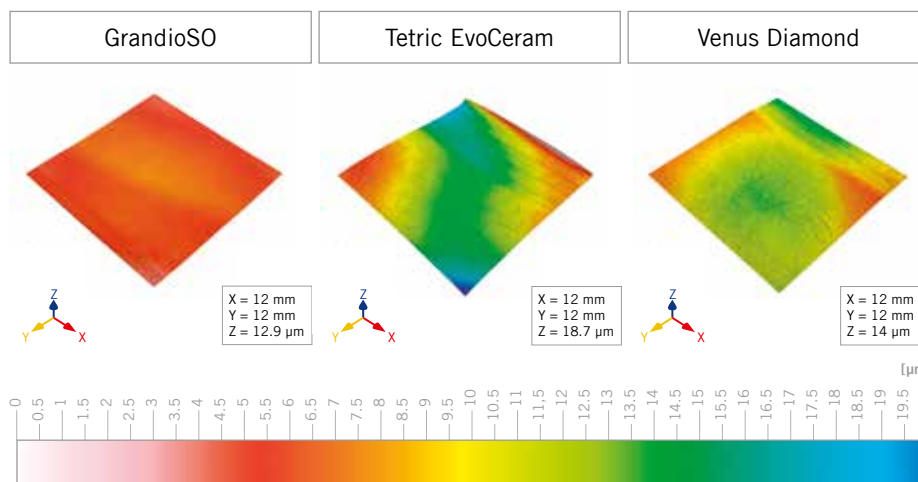 GrandioSO
Tetric EvoCeram
Venus Diamond
Z
Y
X
X = 12 mm
Y = 12 mm
Z = 12.9 µm
Z
Y
X
X = 12 mm
Y = 12 mm
Z = 18.7 µm
Z
Y
X
X = 12 mm
Y = 12 mm
Z = 14 µm
[µm
0
0.5
1
1.5
2
2.5
3
3.5
4
4.5
5
5.5
6
6.5
7
7.5
8
8.5
9
9.5
10
10.5
11
11.5
12
12.5
13
13.5
14
14.5
15
15.5
16
16.5
17
17.5
18
18.5
19
19.5